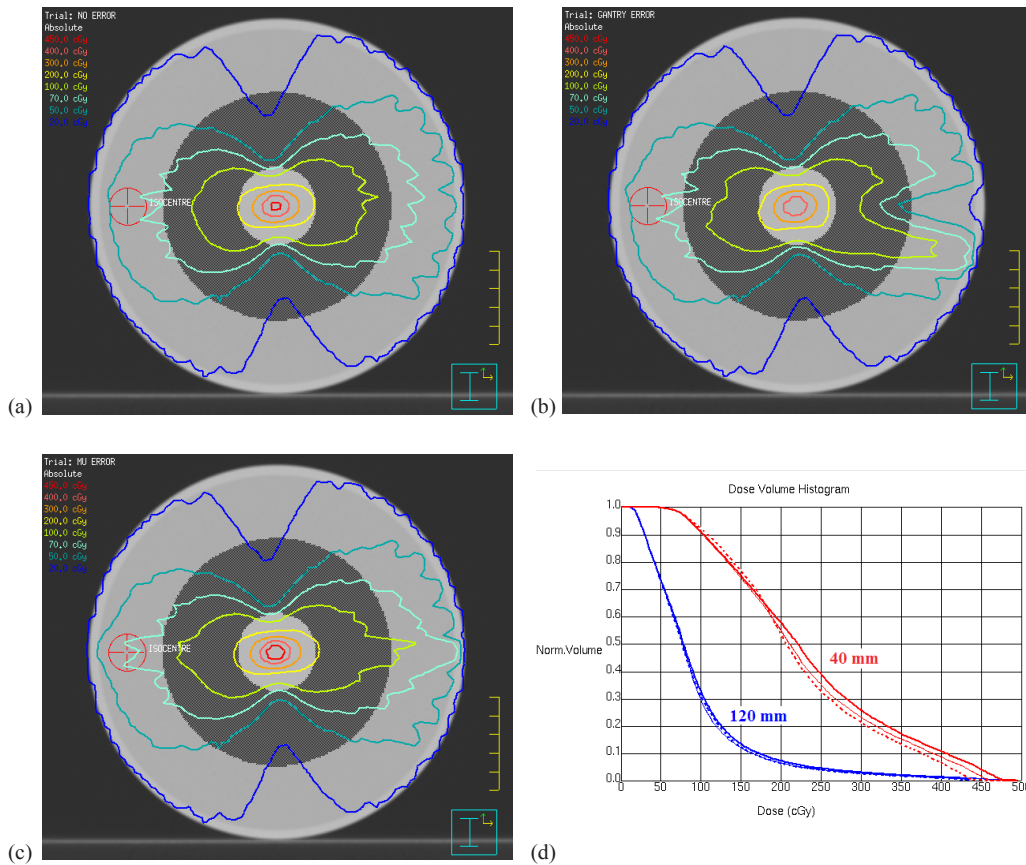 Trial: NO ERROR
Absolute
450.0 cGy
400.0 cGy
300.0 cGy
200.0 cGy
100.0 cGy
70.0 cGy
50.0 cGy
20.0 cGy
ISOCENTRE
(a)
Trial: GANTRY ERROR
Absolute
450.0 cGy
400.0 cGy
300.0 cGy
200.0 cGy
100.0 cGy
70.0 cGy
50.0 cGy
20.0 cGy
ISOCENTRE
(b)
Trial: MU ERROR
Absolute
450.0 cGy
400.0 cGy
300.0 cGy
200.0 cGy
100.0 cGy
70.0 cGy
50.0 cGy
20.0 cGy
ISOCENTRE
(c)
Dose Volume Histogram
1.0
0.9
0.8
0.7
0.6
0.5
Norm.Volume
0.4
0.3
0.2
0.1
0.0
40 mm
120 mm
0 50 100 150 200 250 300 350 400 450 500
Dose (cGy)
(d)